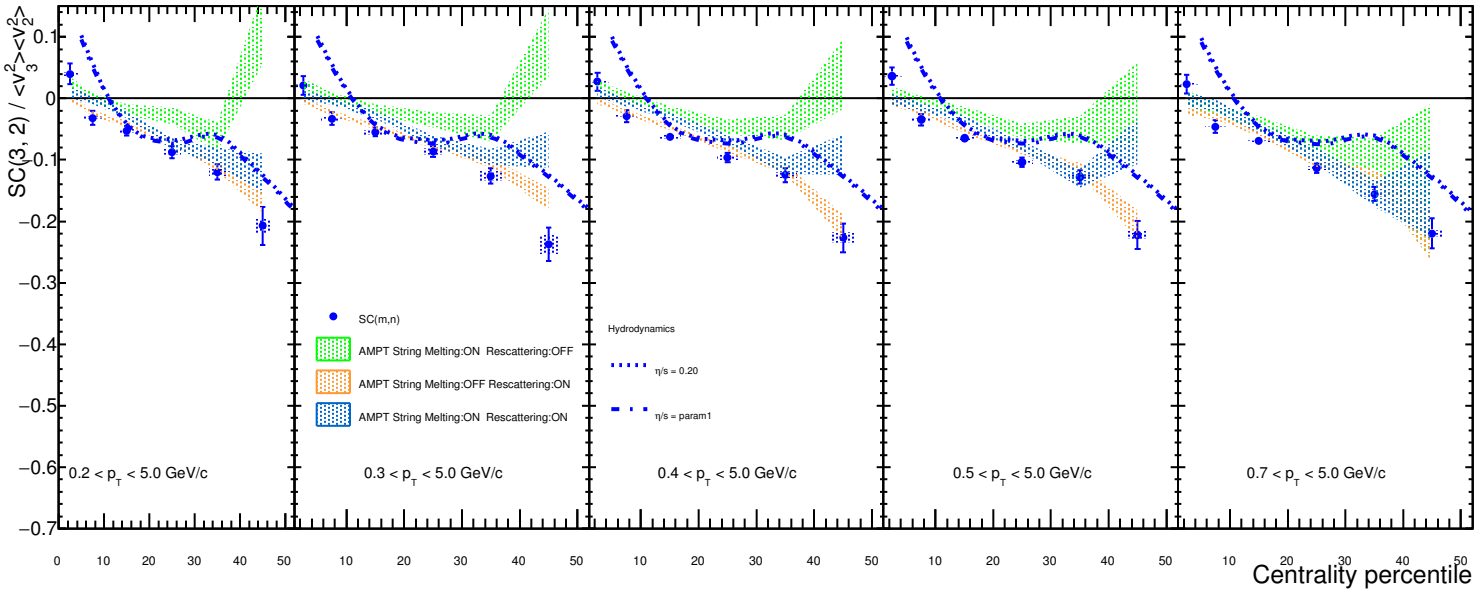 SC(3, 2) / <v₃²><v₂²>
0.1
0
−0.1
−0.2
−0.3
−0.4
−0.5
−0.6
−0.7
SC(m,n)
AMPT String Melting:ON Rescattering:OFF
AMPT String Melting:OFF Rescattering:ON
AMPT String Melting:ON Rescattering:ON
Hydrodynamics
η/s = 0.20
η/s = param1
0.2 < p_T < 5.0 GeV/c
0.3 < p_T < 5.0 GeV/c
0.4 < p_T < 5.0 GeV/c
0.5 < p_T < 5.0 GeV/c
0.7 < p_T < 5.0 GeV/c
0 10 20 30 40 50
10 20 30 40 50
10 20 30 40 50
10 20 30 40 50
10 20 30 40 50
Centrality percentile